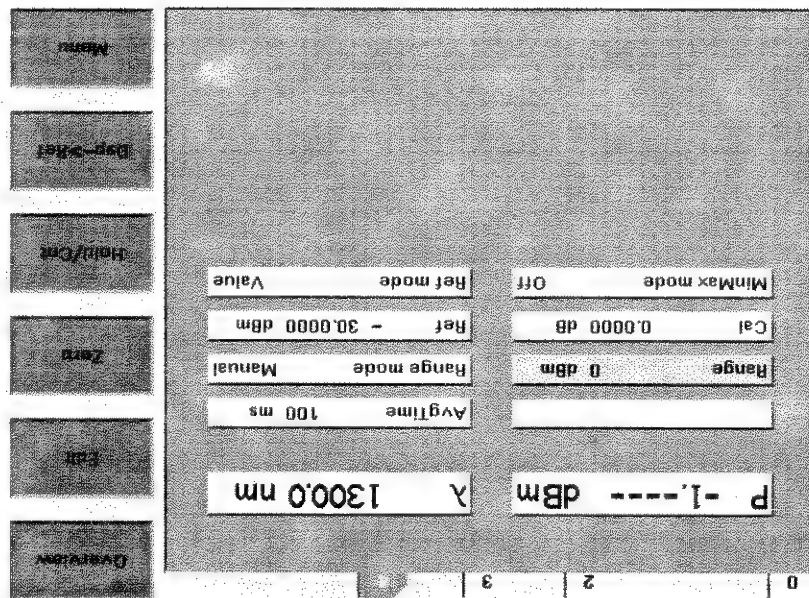 0 2 3
P -1.---- dBm λ 1300.0 nm
AvgTime 100 ms
Range 0 dBm Range mode Manual
Cal 0.0000 dB Ref - 30.0000 dBm
MinMax mode Off Ref mode Value
Overview
Edit
Zero
Hold/Cnt
Dsp->Ref
Menu